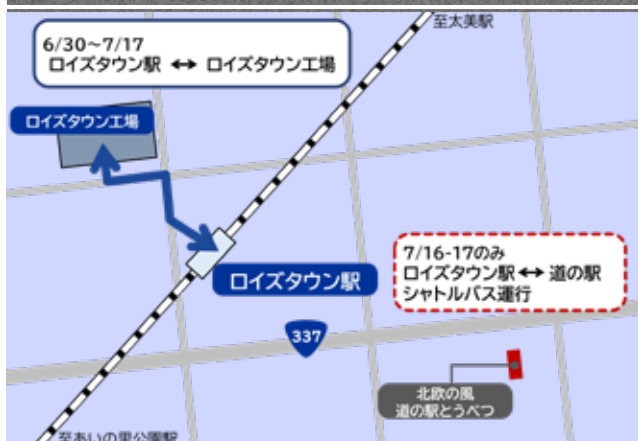 至太美駅
6/30～7/17
ロイズタウン駅 ⟷ ロイズタウン工場
ロイズタウン工場
7/16-17のみ
ロイズタウン駅⟷道の駅
シャトルバス運行
ロイズタウン駅
337
北欧の風
道の駅とうべつ
至あいの里公園駅